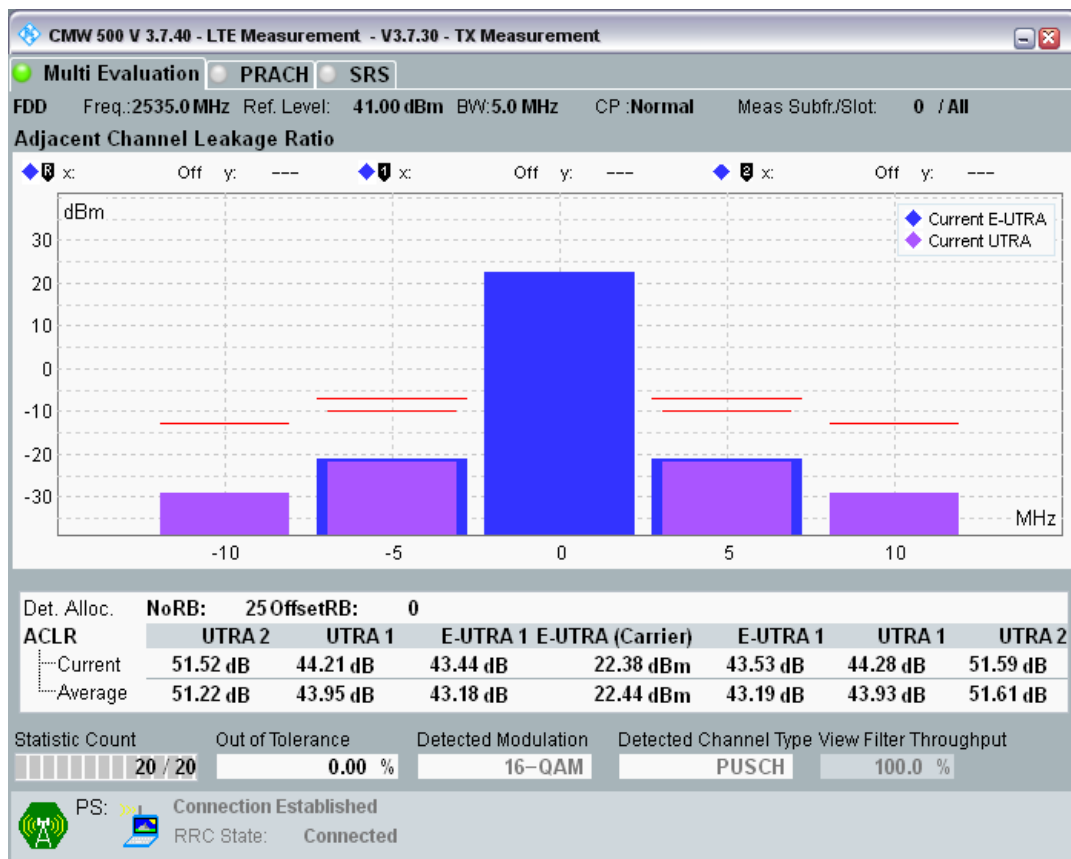 CMW 500 V 3.7.40 - LTE Measurement - V3.7.30 - TX Measurement
Multi Evaluation PRACH SRS
FDD Freq.:2535.0 MHz Ref. Level: 41.00 dBm BW:5.0 MHz CP :Normal Meas Subfr./Slot: 0 / All
Adjacent Channel Leakage Ratio
R x: Off y: --- 1 x: Off y: --- 2 x: Off y: ---
dBm
Current E-UTRA
Current UTRA
30
20
10
0
-10
-20
-30
MHz
-10 -5 0 5 10
Det. Alloc. NoRB: 25 OffsetRB: 0
ACLR UTRA 2 UTRA 1 E-UTRA 1 E-UTRA (Carrier) E-UTRA 1 UTRA 1 UTRA 2
Current 51.52 dB 44.21 dB 43.44 dB 22.38 dBm 43.53 dB 44.28 dB 51.59 dB
Average 51.22 dB 43.95 dB 43.18 dB 22.44 dBm 43.19 dB 43.93 dB 51.61 dB
Statistic Count Out of Tolerance Detected Modulation Detected Channel Type View Filter Throughput
20 / 20 0.00 % 16-QAM PUSCH 100.0 %
PS: Connection Established
RRC State: Connected